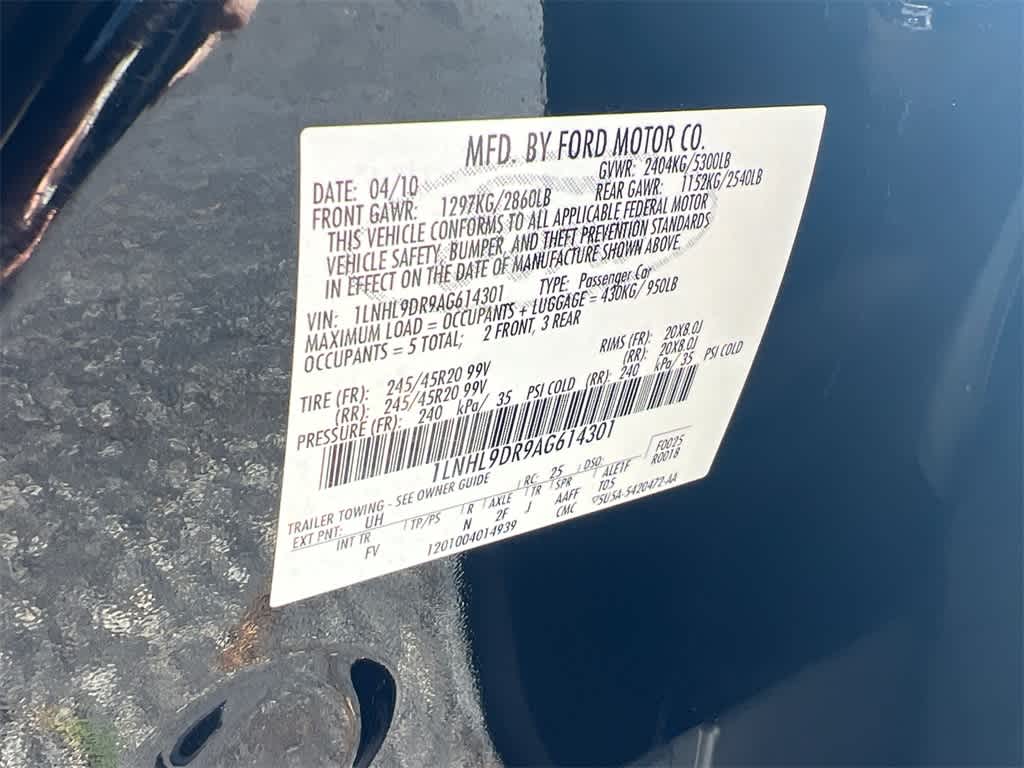 MFD. BY FORD MOTOR CO.
DATE: 04/10 GVWR: 2404KG/5300LB
FRONT GAWR: 1297KG/2860LB REAR GAWR: 1152KG/2540LB
THIS VEHICLE CONFORMS TO ALL APPLICABLE FEDERAL MOTOR
VEHICLE SAFETY, BUMPER, AND THEFT PREVENTION STANDARDS
IN EFFECT ON THE DATE OF MANUFACTURE SHOWN ABOVE.
VIN: 1LNHL9DR9AG614301 TYPE: Passenger Car
MAXIMUM LOAD = OCCUPANTS + LUGGAGE = 430KG/950LB
OCCUPANTS = 5 TOTAL; 2 FRONT, 3 REAR
TIRE (FR): 245/45R20 99V RIMS (FR): 20X8.0J
(RR): 245/45R20 99V (RR): 20X8.0J
PRESSURE (FR): 240 kPa/ 35 PSI COLD (RR): 240 kPa/ 35 PSI COLD
1LNHL9DR9AG614301
TRAILER TOWING - SEE OWNER GUIDE F0025
EXT PNT: UH RC: 25 DSO: R0018
INT TR TP/PS R AXLE TR SPR ALE1F
FV N 2F J AAFF T05
1201004014939 CMC 5U5A-5420472-AA